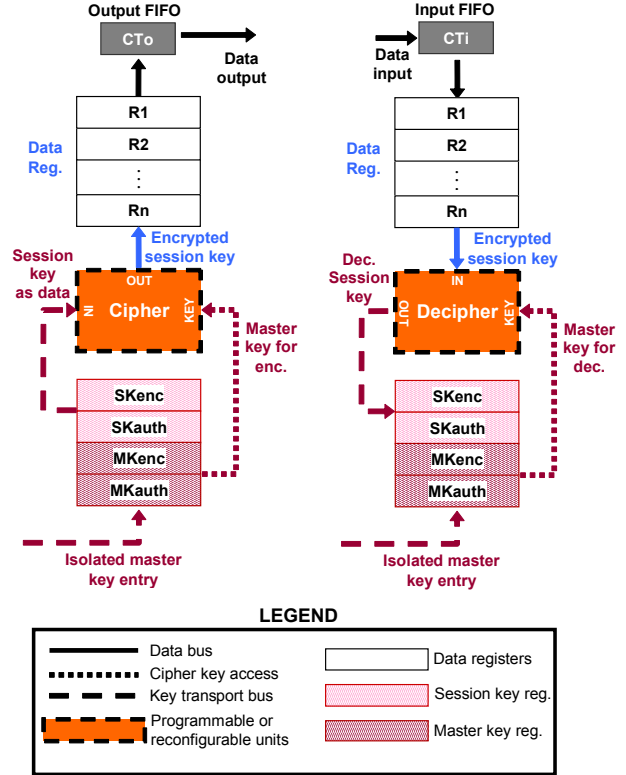 Output FIFO
CTo
Data
output
R1
R2
⋮
Rn
Data
Reg.
Encrypted
session key
Session
key
as data
OUT
IN
Cipher
KEY
Master
key for
enc.
SKenc
SKauth
MKenc
MKauth
Isolated master
key entry
Input FIFO
CTi
Data
input
R1
R2
⋮
Rn
Data
Reg.
Encrypted
session key
Dec.
Session
key
IN
OUT
Decipher
KEY
Master
key for
dec.
SKenc
SKauth
MKenc
MKauth
Isolated master
key entry
LEGEND
Data bus
Cipher key access
Key transport bus
Programmable or
reconfigurable units
Data registers
Session key reg.
Master key reg.